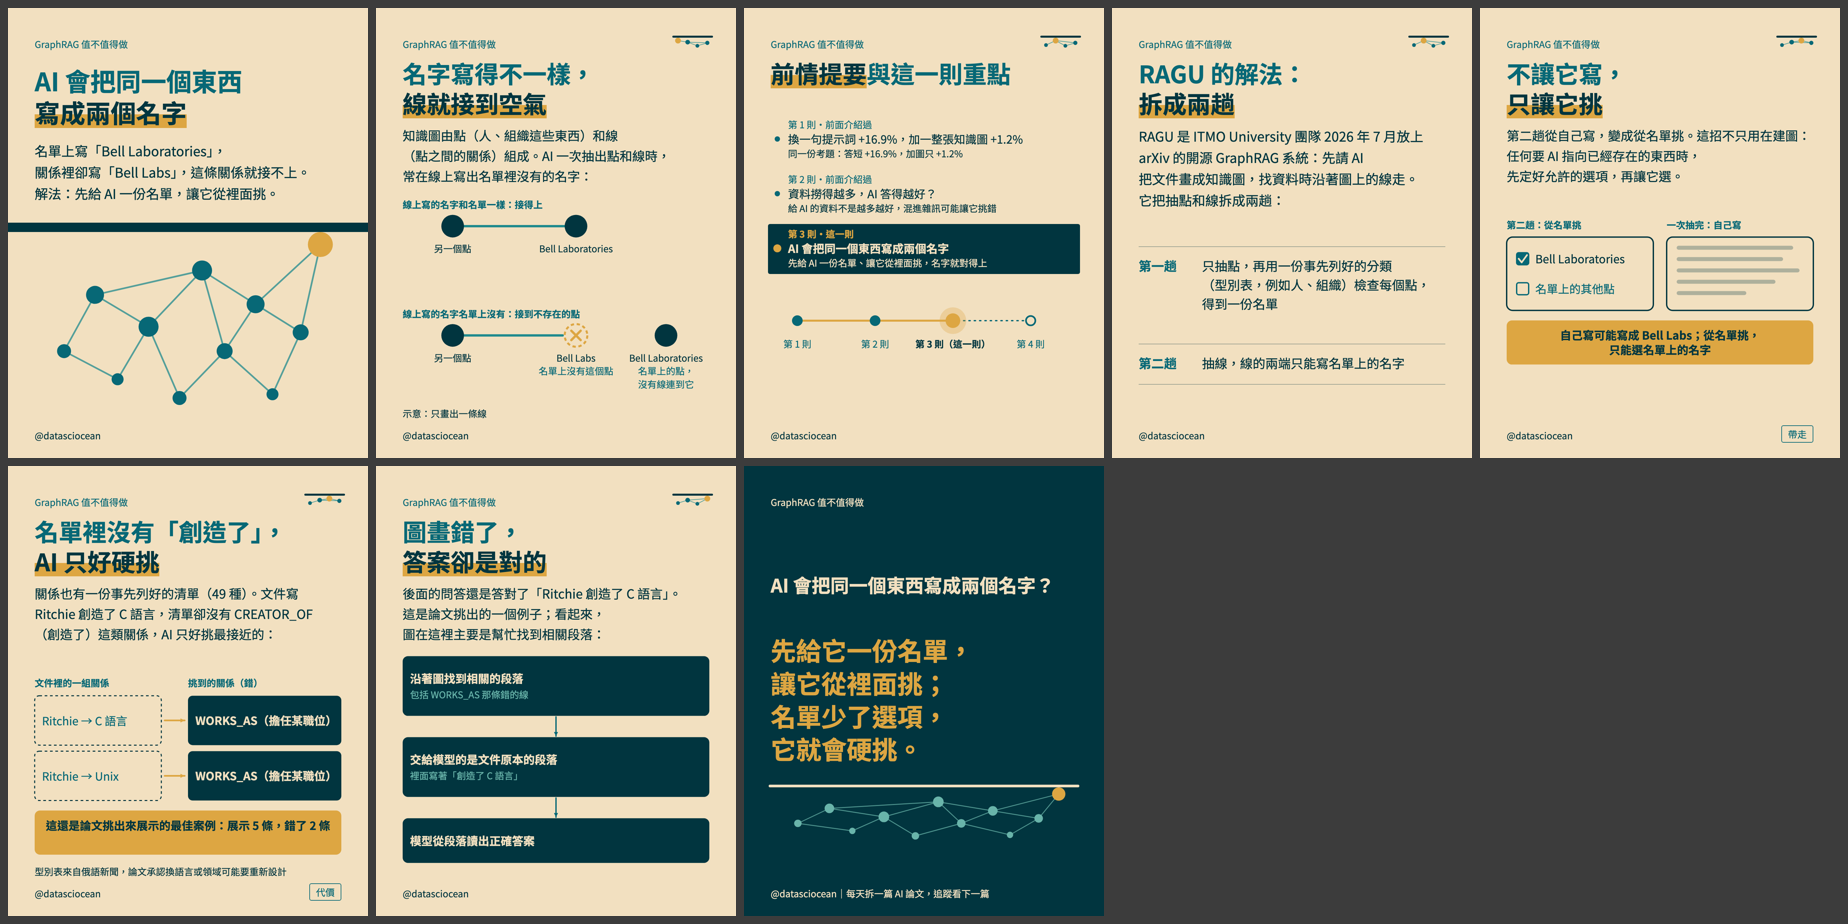 GraphRAG 值不值得做
AI 會把同一個東西
寫成兩個名字
名單上寫「Bell Laboratories」，
關係裡卻寫「Bell Labs」，這條關係就接不上。
解法：先給 AI 一份名單，讓它從裡面挑。
@datasciocean
GraphRAG 值不值得做
名字寫得不一樣，
線就接到空氣
知識圖由點（人、組織這些東西）和線
（點之間的關係）組成。AI 一次抽出點和線時，
常在線上寫出名單裡沒有的名字：
線上寫的名字和名單一樣：接得上
另一個點
Bell Laboratories
線上寫的名字名單上沒有：接到不存在的點
另一個點
Bell Labs
名單上沒有這個點
Bell Laboratories
名單上的點，
沒有線連到它
示意：只畫出一條線
@datasciocean
GraphRAG 值不值得做
前情提要與這一則重點
第 1 則・前面介紹過
換一句提示詞 +16.9%，加一整張知識圖 +1.2%
同一份考題：答短 +16.9%，加圖只 +1.2%
第 2 則・前面介紹過
資料撈得越多，AI 答得越好？
給 AI 的資料不是越多越好，混進雜訊可能讓它挑錯
第 3 則・這一則
AI 會把同一個東西寫成兩個名字
先給 AI 一份名單、讓它從裡面挑，名字就對得上
第 1 則
第 2 則
第 3 則（這一則）
第 4 則
@datasciocean
GraphRAG 值不值得做
RAGU 的解法：
拆成兩趟
RAGU 是 ITMO University 團隊 2026 年 7 月放上
arXiv 的開源 GraphRAG 系統：先請 AI
把文件畫成知識圖，找資料時沿著圖上的線走。
它把抽點和線拆成兩趟：
第一趟
只抽點，再用一份事先列好的分類
（型別表，例如人、組織）檢查每個點，
得到一份名單
第二趟
抽線，線的兩端只能寫名單上的名字
@datasciocean
GraphRAG 值不值得做
不讓它寫，
只讓它挑
第二趟從自己寫，變成從名單挑。這招不只用在建圖：
任何要 AI 指向已經存在的東西時，
先定好允許的選項，再讓它選。
第二趟：從名單挑
Bell Laboratories
名單上的其他點
一次抽完：自己寫
自己寫可能寫成 Bell Labs；從名單挑，
只能選名單上的名字
@datasciocean
帶走
GraphRAG 值不值得做
名單裡沒有「創造了」，
AI 只好硬挑
關係也有一份事先列好的清單（49 種）。文件寫
Ritchie 創造了 C 語言，清單卻沒有 CREATOR_OF
（創造了）這類關係，AI 只好挑最接近的：
文件裡的一組關係
挑到的關係（錯）
Ritchie → C 語言
WORKS_AS（擔任某職位）
Ritchie → Unix
WORKS_AS（擔任某職位）
這還是論文挑出來展示的最佳案例：展示 5 條，錯了 2 條
型別表來自俄語新聞，論文承認換語言或領域可能要重新設計
@datasciocean
代價
GraphRAG 值不值得做
圖畫錯了，
答案卻是對的
後面的問答還是答對了「Ritchie 創造了 C 語言」。
這是論文挑出的一個例子；看起來，
圖在這裡主要是幫忙找到相關段落：
沿著圖找到相關的段落
包括 WORKS_AS 那條錯的線
交給模型的是文件原本的段落
裡面寫著「創造了 C 語言」
模型從段落讀出正確答案
@datasciocean
GraphRAG 值不值得做
AI 會把同一個東西寫成兩個名字？
先給它一份名單，
讓它從裡面挑；
名單少了選項，
它就會硬挑。
@datasciocean｜每天拆一篇 AI 論文，追蹤看下一篇